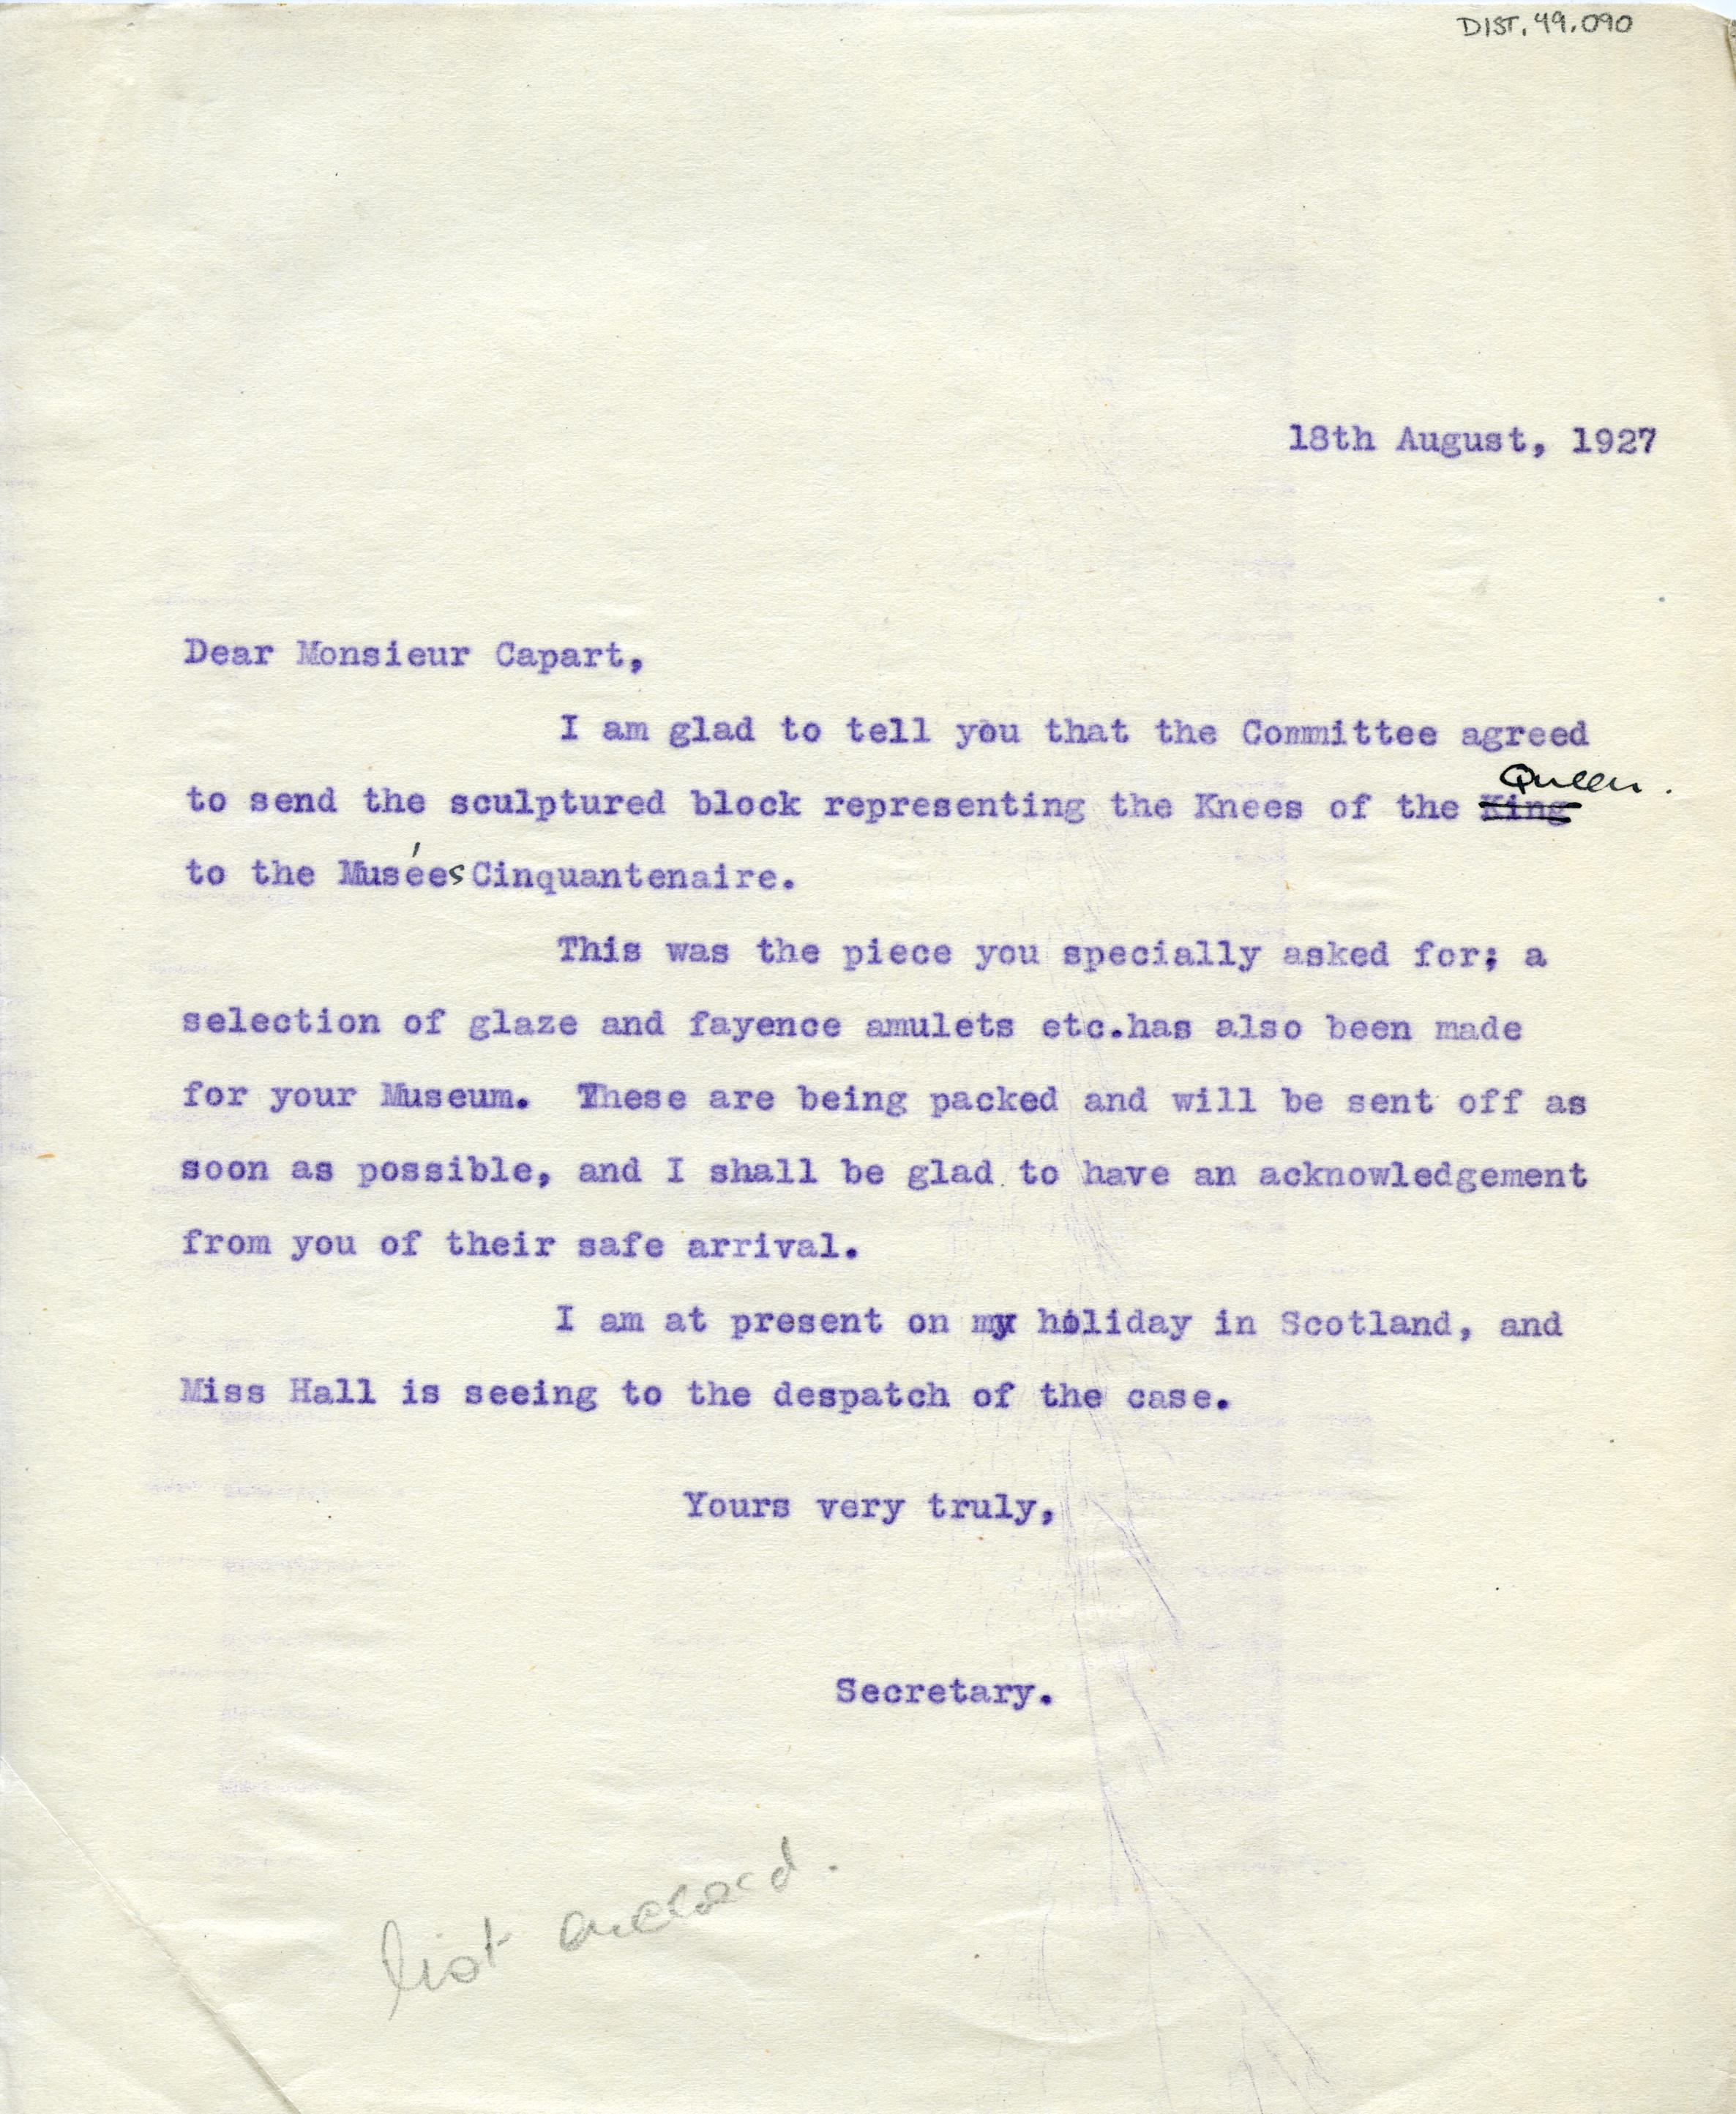 DIST. 49.090
18th August, 1927
Dear Monsieur Capart,
I am glad to tell you that the Committee agreed
Queen.
to send the sculptured block representing the Knees of the King
to the Musées Cinquantenaire.
This was the piece you specially asked for; a
selection of glaze and fayence amulets etc.has also been made
for your Museum. These are being packed and will be sent off as
soon as possible, and I shall be glad to have an acknowledgement
from you of their safe arrival.
I am at present on my holiday in Scotland, and
Miss Hall is seeing to the despatch of the case.
Yours very truly,
Secretary.
list enclosed.